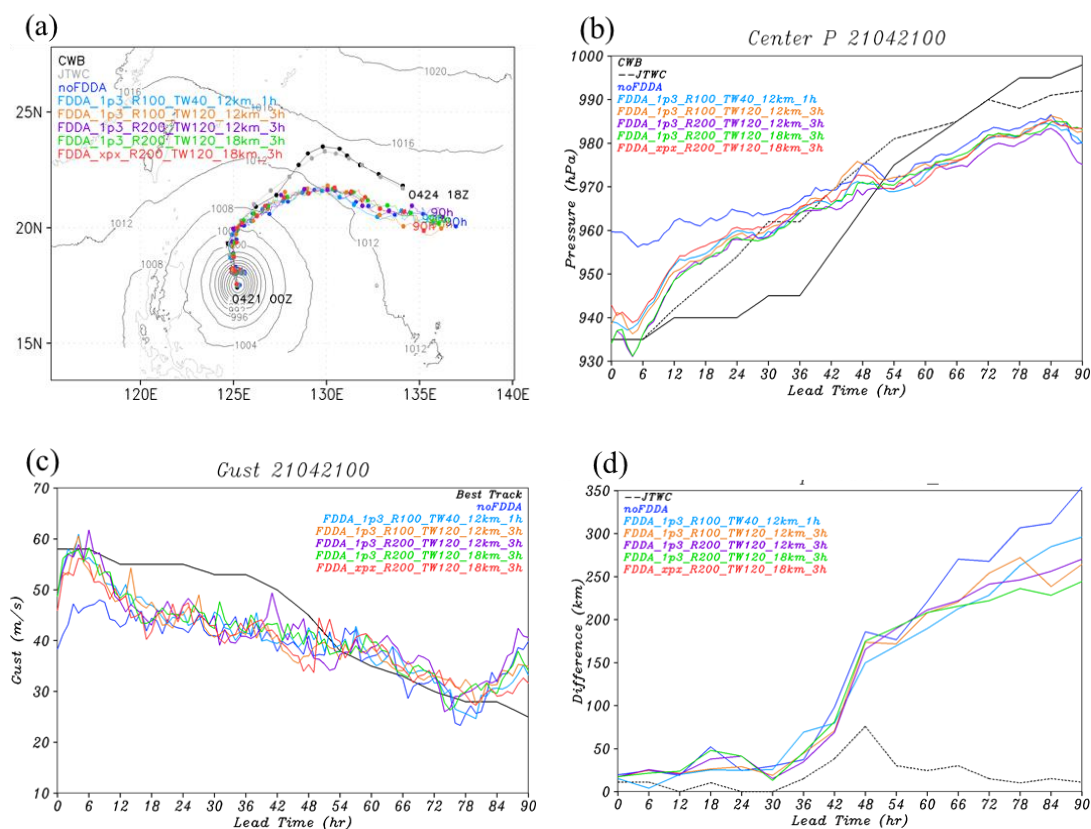 (a)
CWB
JTWC
noFDDA
FDDA_1p3_R100_TW40_12km_1h
FDDA_1p3_R100_TW120_12km_3h
FDDA_1p3_R200_TW120_12km_3h
FDDA_1p3_R200_TW120_18km_3h
FDDA_xpx_R200_TW120_18km_3h
1016
1016
1020
1012
1012
1008
1008
1012
996
1004
1012
0424 18Z
90h
90h
0421 00Z
25N
20N
15N
120E
125E
130E
135E
140E
(b)
Center P 21042100
CWB
--JTWC
noFDDA
FDDA_1p3_R100_TW40_12km_1h
FDDA_1p3_R100_TW120_12km_3h
FDDA_1p3_R200_TW120_12km_3h
FDDA_1p3_R200_TW120_18km_3h
FDDA_xpx_R200_TW120_18km_3h
Pressure (hPa)
1000
990
980
970
960
950
940
930
0 6 12 18 24 30 36 42 48 54 60 66 72 78 84 90
Lead Time (hr)
(c)
Gust 21042100
Best Track
noFDDA
FDDA_1p3_R100_TW40_12km_1h
FDDA_1p3_R100_TW120_12km_3h
FDDA_1p3_R200_TW120_12km_3h
FDDA_1p3_R200_TW120_18km_3h
FDDA_xpx_R200_TW120_18km_3h
Gust (m/s)
70
60
50
40
30
20
10
0 6 12 18 24 30 36 42 48 54 60 66 72 78 84 90
Lead Time (hr)
(d)
--JTWC
noFDDA
FDDA_1p3_R100_TW40_12km_1h
FDDA_1p3_R100_TW120_12km_3h
FDDA_1p3_R200_TW120_12km_3h
FDDA_1p3_R200_TW120_18km_3h
FDDA_xpx_R200_TW120_18km_3h
Difference (km)
350
300
250
200
150
100
50
0
0 6 12 18 24 30 36 42 48 54 60 66 72 78 84 90
Lead Time (hr)